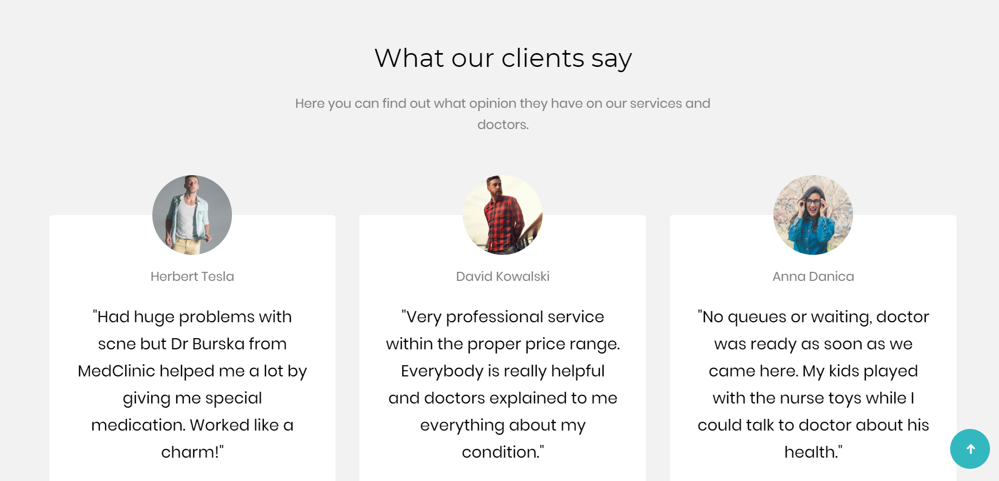 What our clients say
Here you can find out what opinion they have on our services and
doctors.
Herbert Tesla
"Had huge problems with
scne but Dr Burska from
MedClinic helped me a lot by
giving me special
medication. Worked like a
charm!"
David Kowalski
"Very professional service
within the proper price range.
Everybody is really helpful
and doctors explained to me
everything about my
condition."
Anna Danica
"No queues or waiting, doctor
was ready as soon as we
came here. My kids played
with the nurse toys while I
could talk to doctor about his
health."